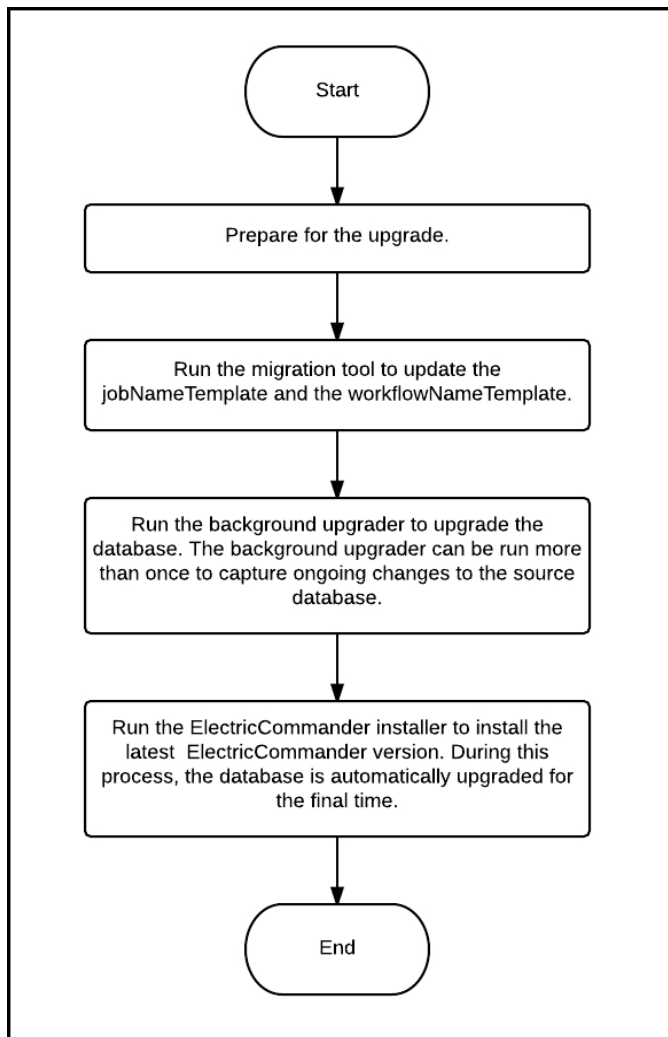 Start
Prepare for the upgrade.
Run the migration tool to update the
jobNameTemplate and the workflowNameTemplate.
Run the background upgrader to upgrade the
database. The background upgrader can be run more
than once to capture ongoing changes to the source
database.
Run the ElectricCommander installer to install the
latest  ElectricCommander version. During this
process, the database is automatically upgraded for
the final time.
End